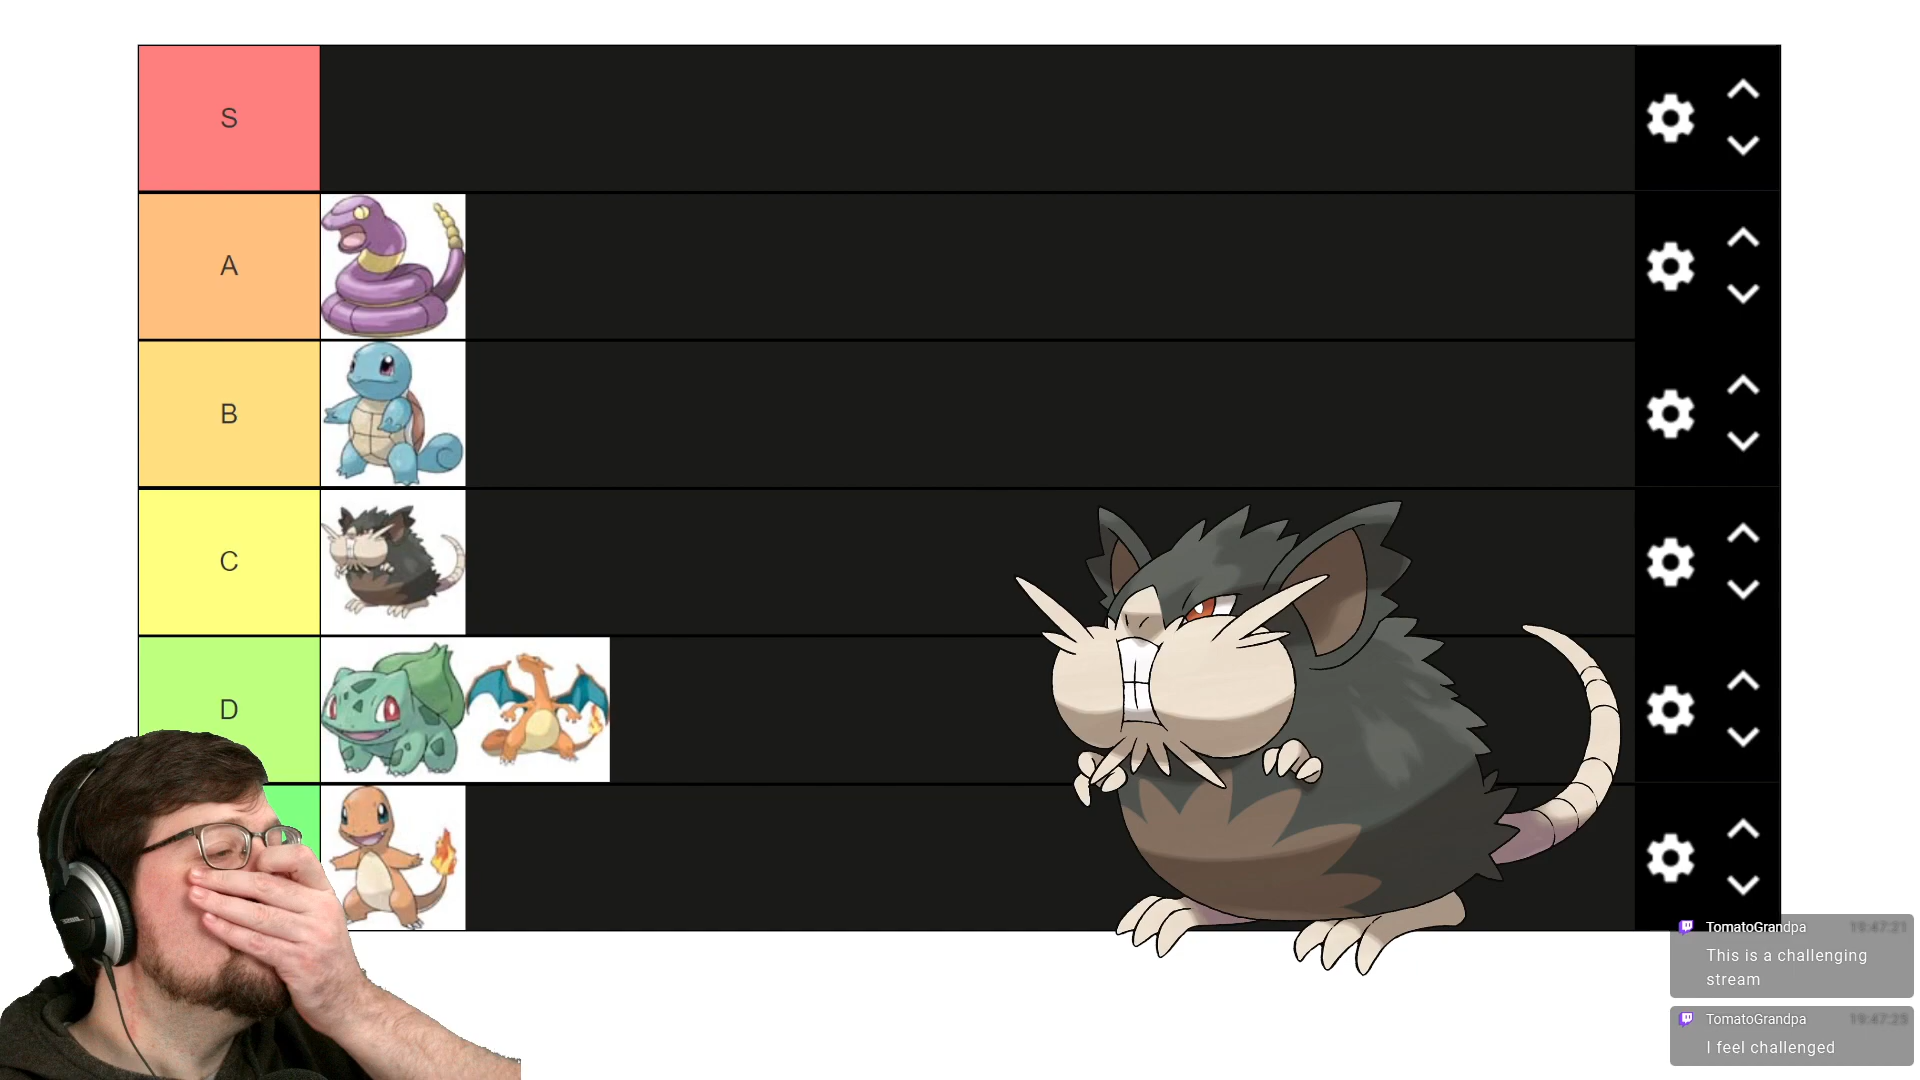 S
A
B
C
D
TomatoGrandpa
This is a challenging
stream
TomatoGrandpa
I feel challenged